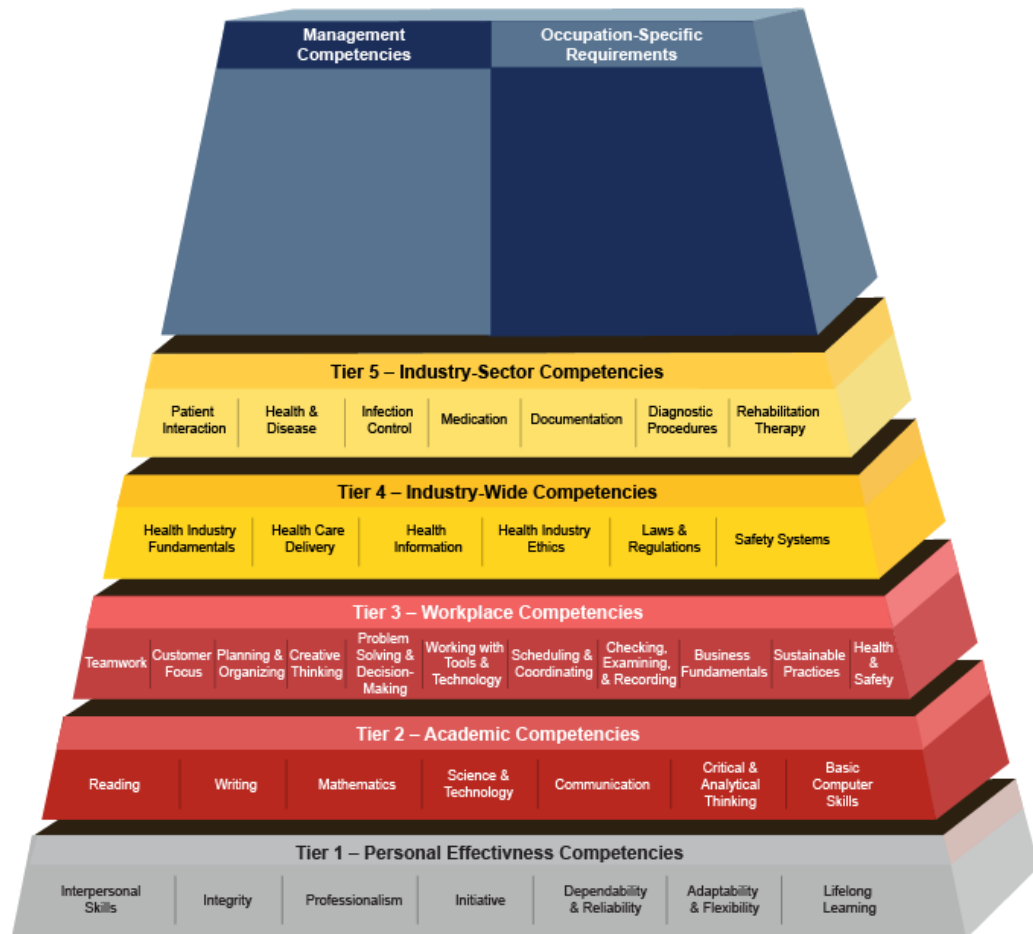 Management
Competencies
Occupation-Specific
Requirements
Tier 5 – Industry-Sector Competencies
Patient
Interaction
Health &
Disease
Infection
Control
Medication
Documentation
Diagnostic
Procedures
Rehabilitation
Therapy
Tier 4 – Industry-Wide Competencies
Health Industry
Fundamentals
Health Care
Delivery
Health
Information
Health Industry
Ethics
Laws &
Regulations
Safety Systems
Tier 3 – Workplace Competencies
Teamwork
Customer
Focus
Planning &
Organizing
Creative
Thinking
Problem
Solving &
Decision-
Making
Working with
Tools &
Technology
Scheduling &
Coordinating
Checking,
Examining,
& Recording
Business
Fundamentals
Sustainable
Practices
Health
&
Safety
Tier 2 – Academic Competencies
Reading
Writing
Mathematics
Science &
Technology
Communication
Critical &
Analytical
Thinking
Basic
Computer
Skills
Tier 1 – Personal Effectivness Competencies
Interpersonal
Skills
Integrity
Professionalism
Initiative
Dependability
& Reliability
Adaptability
& Flexibility
Lifelong
Learning